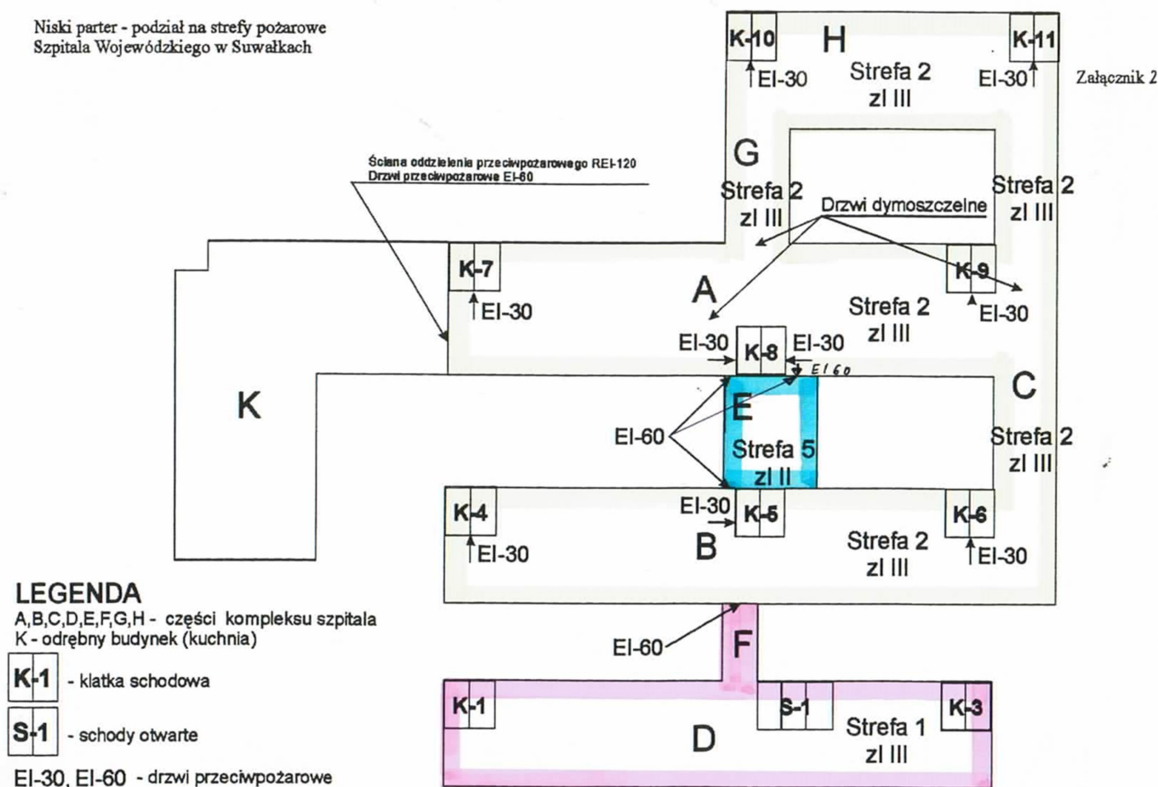 Niski parter - podział na strefy pożarowe
Szpitala Wojewódzkiego w Suwałkach
Załącznik 2
K-10
H
K-11
EI-30
Strefa 2
zl III
EI-30
Ściana oddzielenia przeciwpożarowego REI-120
Drzwi przeciwpożarowe EI-60
G
Strefa 2
zl III
Strefa 2
zl III
Drzwi dymoszczelne
K-7
EI-30
A
K-9
EI-30
Strefa 2
zl III
EI-30
K-8
EI-30
EI 60
K
E
C
EI-60
Strefa 5
zl II
Strefa 2
zl III
K-4
EI-30
EI-30
K-5
K-6
EI-30
B
Strefa 2
zl III
EI-60
F
K-1
S-1
K-3
D
Strefa 1
zl III
LEGENDA
A,B,C,D,E,F,G,H - części kompleksu szpitala
K - odrębny budynek (kuchnia)
K-1 - klatka schodowa
S-1 - schody otwarte
EI-30, EI-60 - drzwi przeciwpożarowe